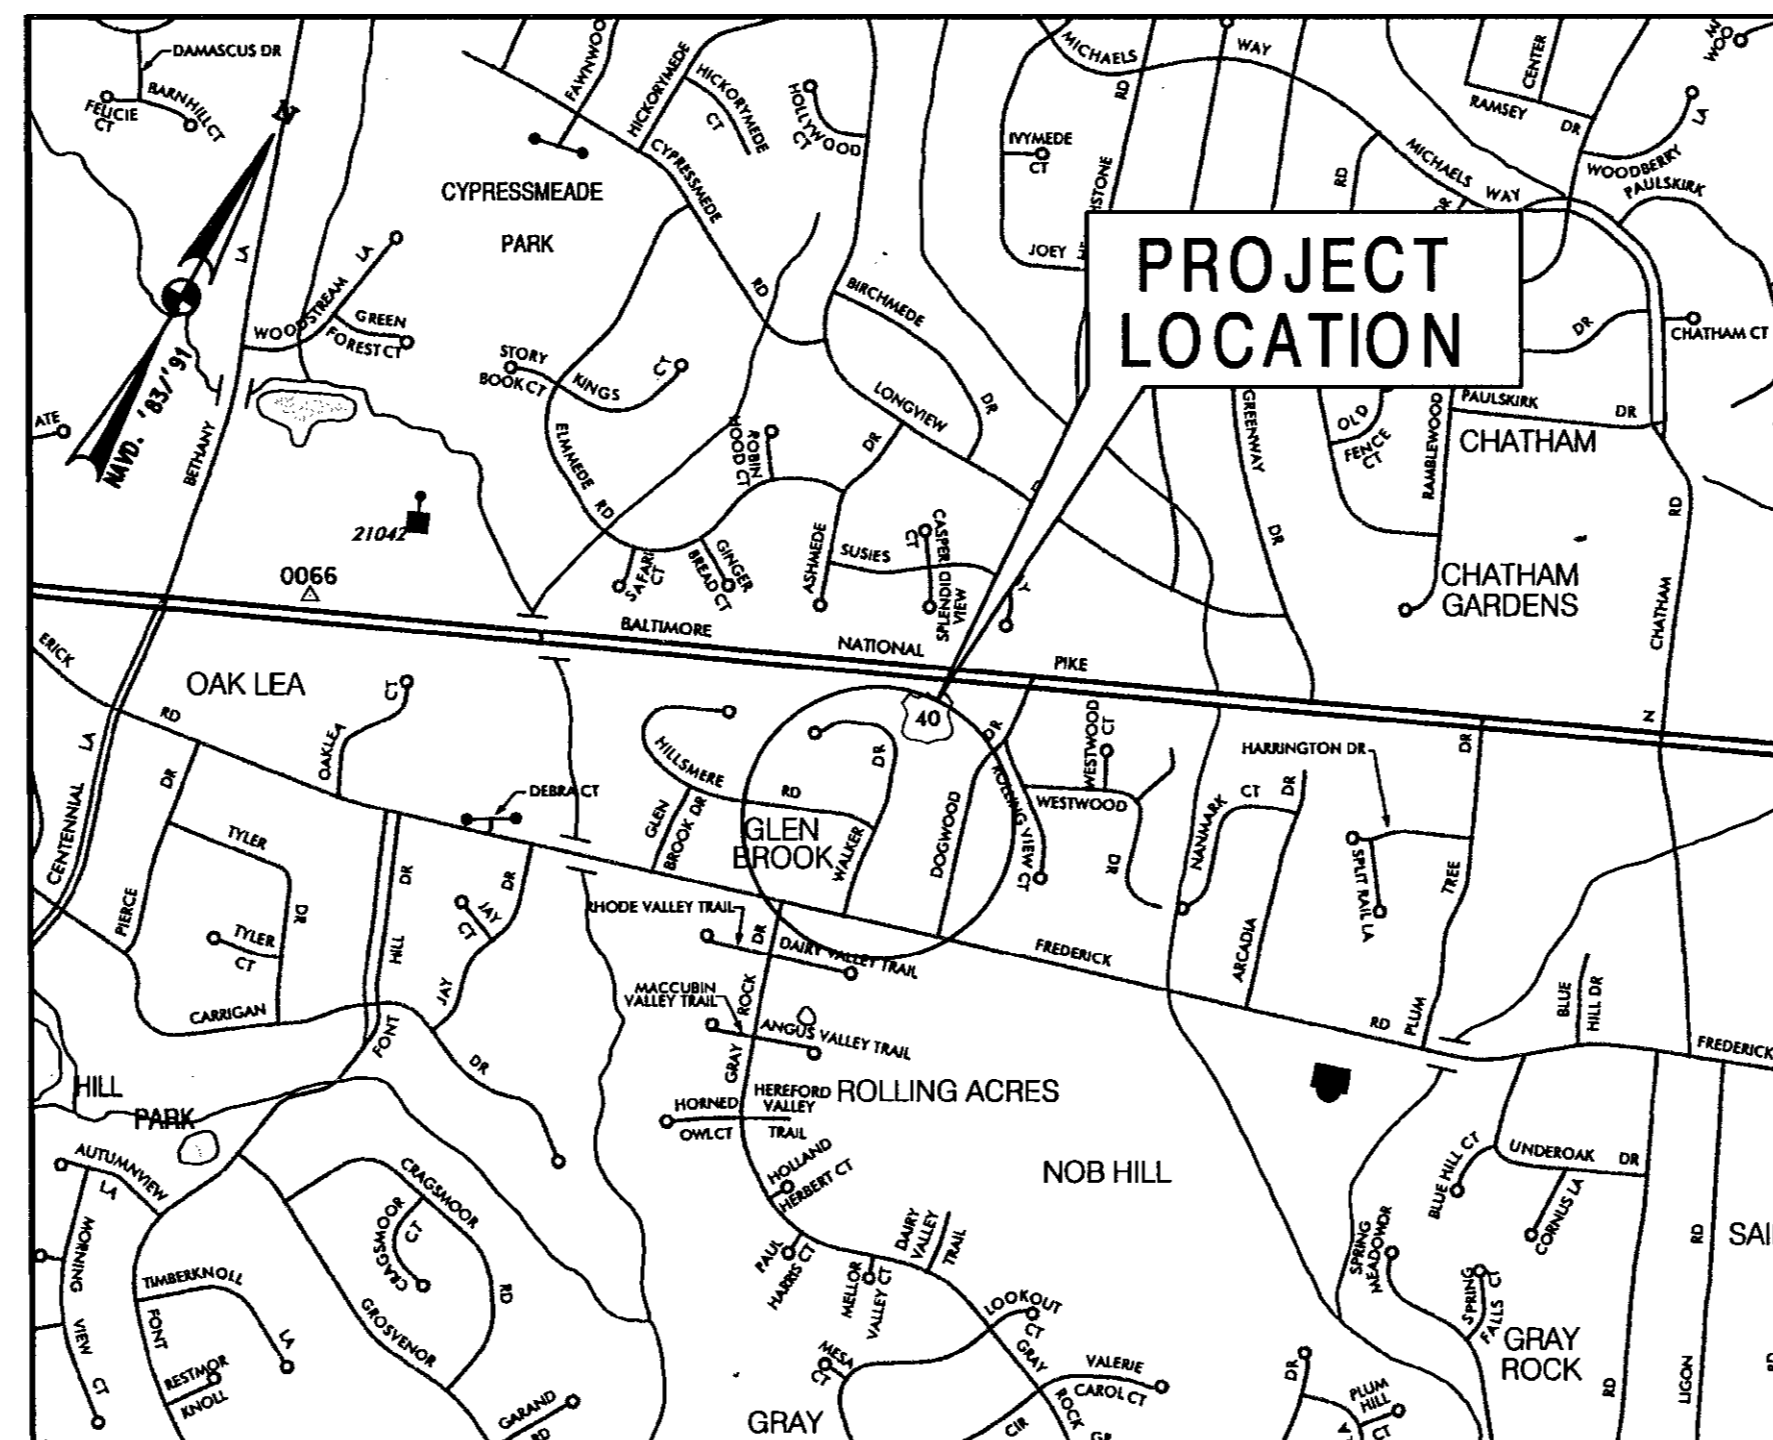 DAMASCUS DR
BARNHILL CT
FELICIE
CT
N
NAVD. '83/'91
LA
BETHANY
WOODSTREAM LA
GREEN
FOREST CT
ATE
21042
0066
CYPRESSMEADE
PARK
HICKORYMEDE
HICKORYMEDE
CT
CYPRESSMEDE
RD
HOLLYWOOD
CT
BIRCHMEDE
DR
LONGVIEW
DR
STORY
BOOK CT
KINGS
CT
ELMMEDE RD
ROBIN
HOOD CT
SAFARI
CT
GINGER
BREAD CT
ASHMEDE
SUSIES
CASPER
CT
SPLENDID
VIEW
MICHAELS
WAY
RD
IVYMEDE
CT
JOEY
HSTONE
RD
MICHAELS
WAY
DR
CENTER
RAMSEY
DR
LA
WOODBERRY
PAULSKIRK
PROJECT
LOCATION
DR
CHATHAM CT
PAULSKIRK
DR
CHATHAM
OLD
FENCE
CT
RAMBLEWOOD
GREENWAY
DR
CHATHAM
GARDENS
RD
CHATHAM
N
BALTIMORE
NATIONAL
PIKE
40
ERICK
RD
OAK LEA
OAKLEA
CT
CENTENNIAL
LA
PIERCE
DR
TYLER
DR
TYLER
CT
CARRIGAN
DEBRA CT
FONT
HILL
DR
JAY
DR
JAY
CT
DR
HILLSMERE
RD
GLEN
BROOK DR
GLEN
BROOK
WALKER
DR
DOGWOOD
DR
ROLLING VIEW CT
WESTWOOD
CT
WESTWOOD
DR
NANMARK
CT
DR
ARCADIA
HARRINGTON DR
SPLIT RAIL LA
PLUM
TREE
DR
FREDERICK
RD
FREDERICK
BLUE
HILL DR
RHODE VALLEY TRAIL
DAIRY VALLEY TRAIL
MACCUBIN
VALLEY TRAIL
ANGUS VALLEY TRAIL
GRAY
ROCK
DR
HORNED
OWL CT
HEREFORD
VALLEY
TRAIL
ROLLING ACRES
HOLLAND
HERBERT CT
PAUL
HARRIS CT
MELLOR
VALLEY CT
DAIRY
VALLEY
TRAIL
NOB HILL
HILL
PARK
AUTUMNVIEW
LA
MORNING
VIEW
CT
TIMBERKNOLL
LA
FONT
RESTMOR
KNOLL
CRAGSMOOR
RD
CRAGSMOOR
CT
GROSVENOR
GARAND
RD
MESA
CT
LOOKOUT
CT
GRAY
ROCK
VALERIE
CAROL CT
CIR
GRAY
BLUE HILL CT
UNDEROAK
DR
CORNUS LA
SPRING
MEADOW DR
SPRING
FALLS CT
GRAY
ROCK
DR
PLUM
HILL
CT
RD
LIGON
RD
RD
SAI